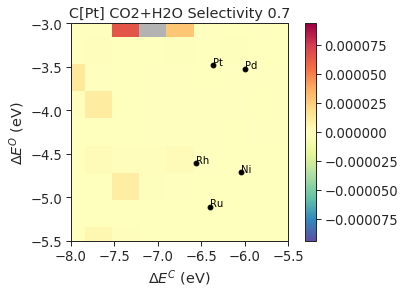 C[Pt] CO2+H2O Selectivity 0.7
−3.0
−3.5
−4.0
−4.5
−5.0
−5.5
ΔE^O (eV)
Pt
Pd
Rh
Ni
Ru
−8.0 −7.5 −7.0 −6.5 −6.0 −5.5
ΔE^C (eV)
0.000075
0.000050
0.000025
0.000000
−0.000025
−0.000050
−0.000075